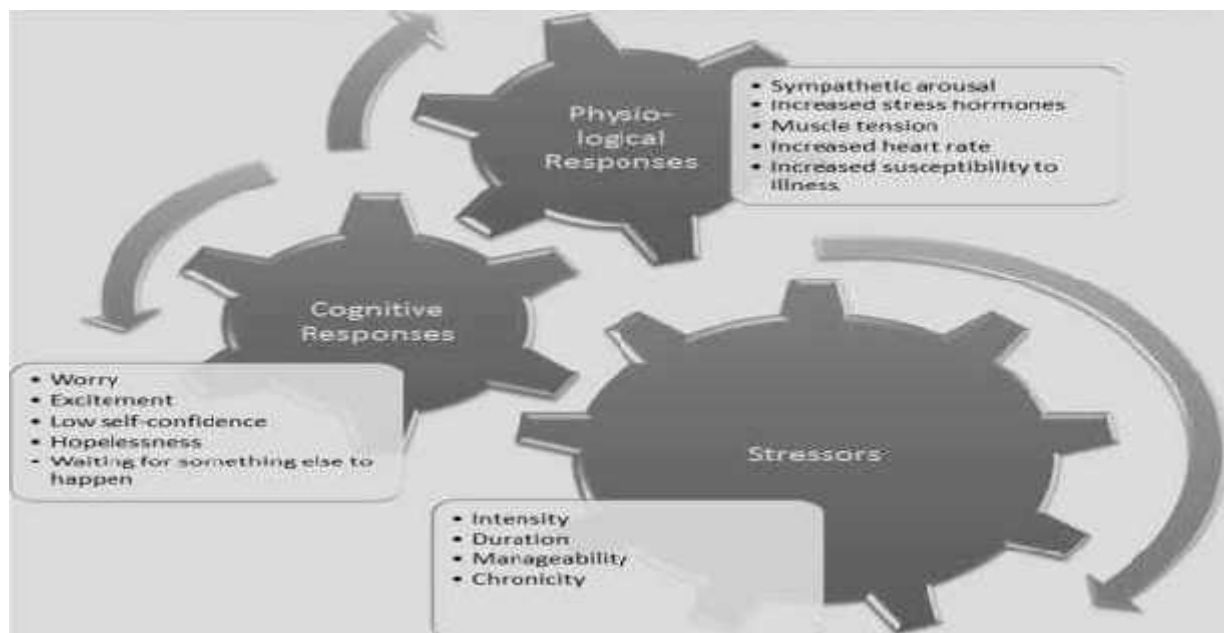 Physio-
logical
Responses
• Sympathetic arousal
• Increased stress hormones
• Muscle tension
• Increased heart rate
• Increased susceptibility to
illness.
Cognitive
Responses
• Worry
• Excitement
• Low self-confidence
• Hopelessness
- Waiting for something else to
happen
Stressors
• Intensity
• Duration
• Manageability
• Chronicity